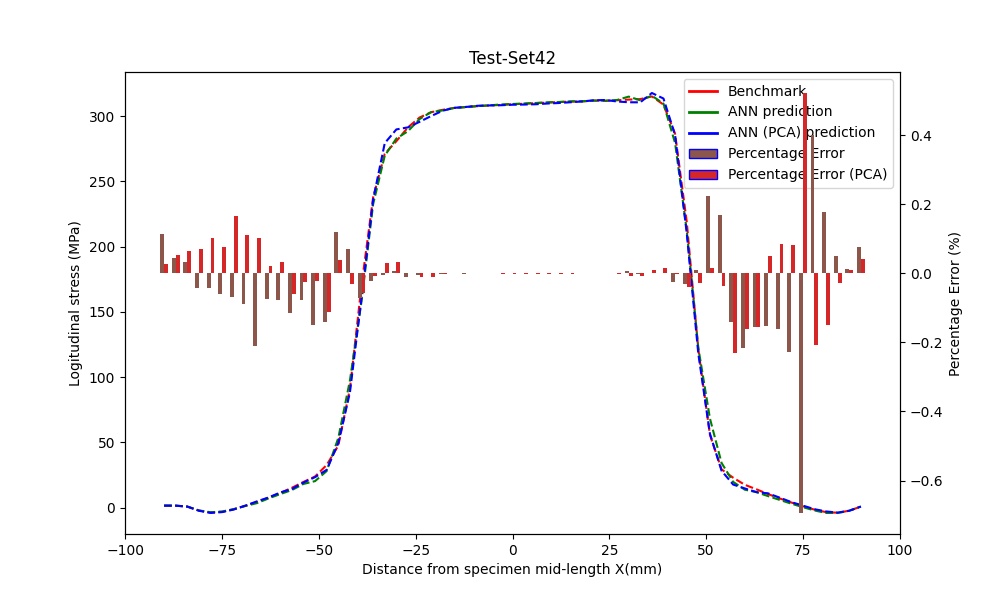 Test-Set42
Benchmark
ANN prediction
ANN (PCA) prediction
Percentage Error
Percentage Error (PCA)
Logitudinal stress (MPa)
300
250
200
150
100
50
0
0.4
0.2
0.0
−0.2
−0.4
−0.6
Percentage Error (%)
−100
−75
−50
−25
0
25
50
75
100
Distance from specimen mid-length X(mm)